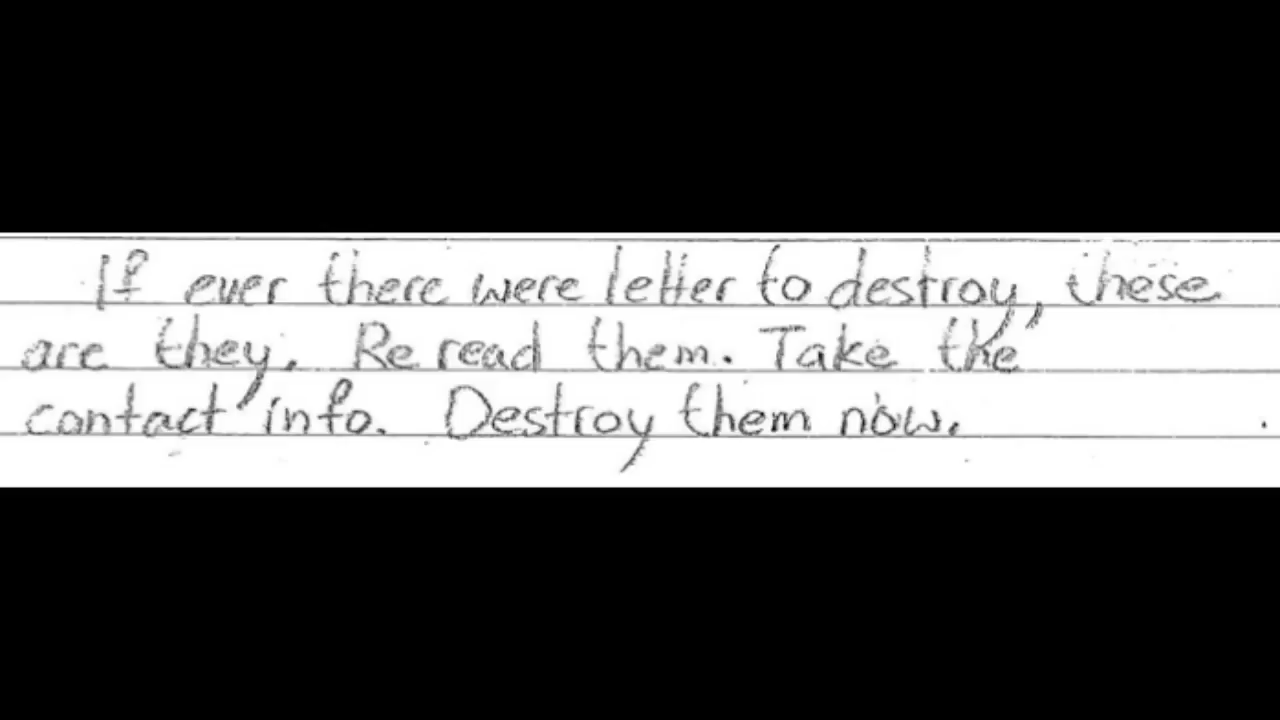 If ever there were letter to destroy, these
are they. Re read them. Take the
contact info. Destroy them now.